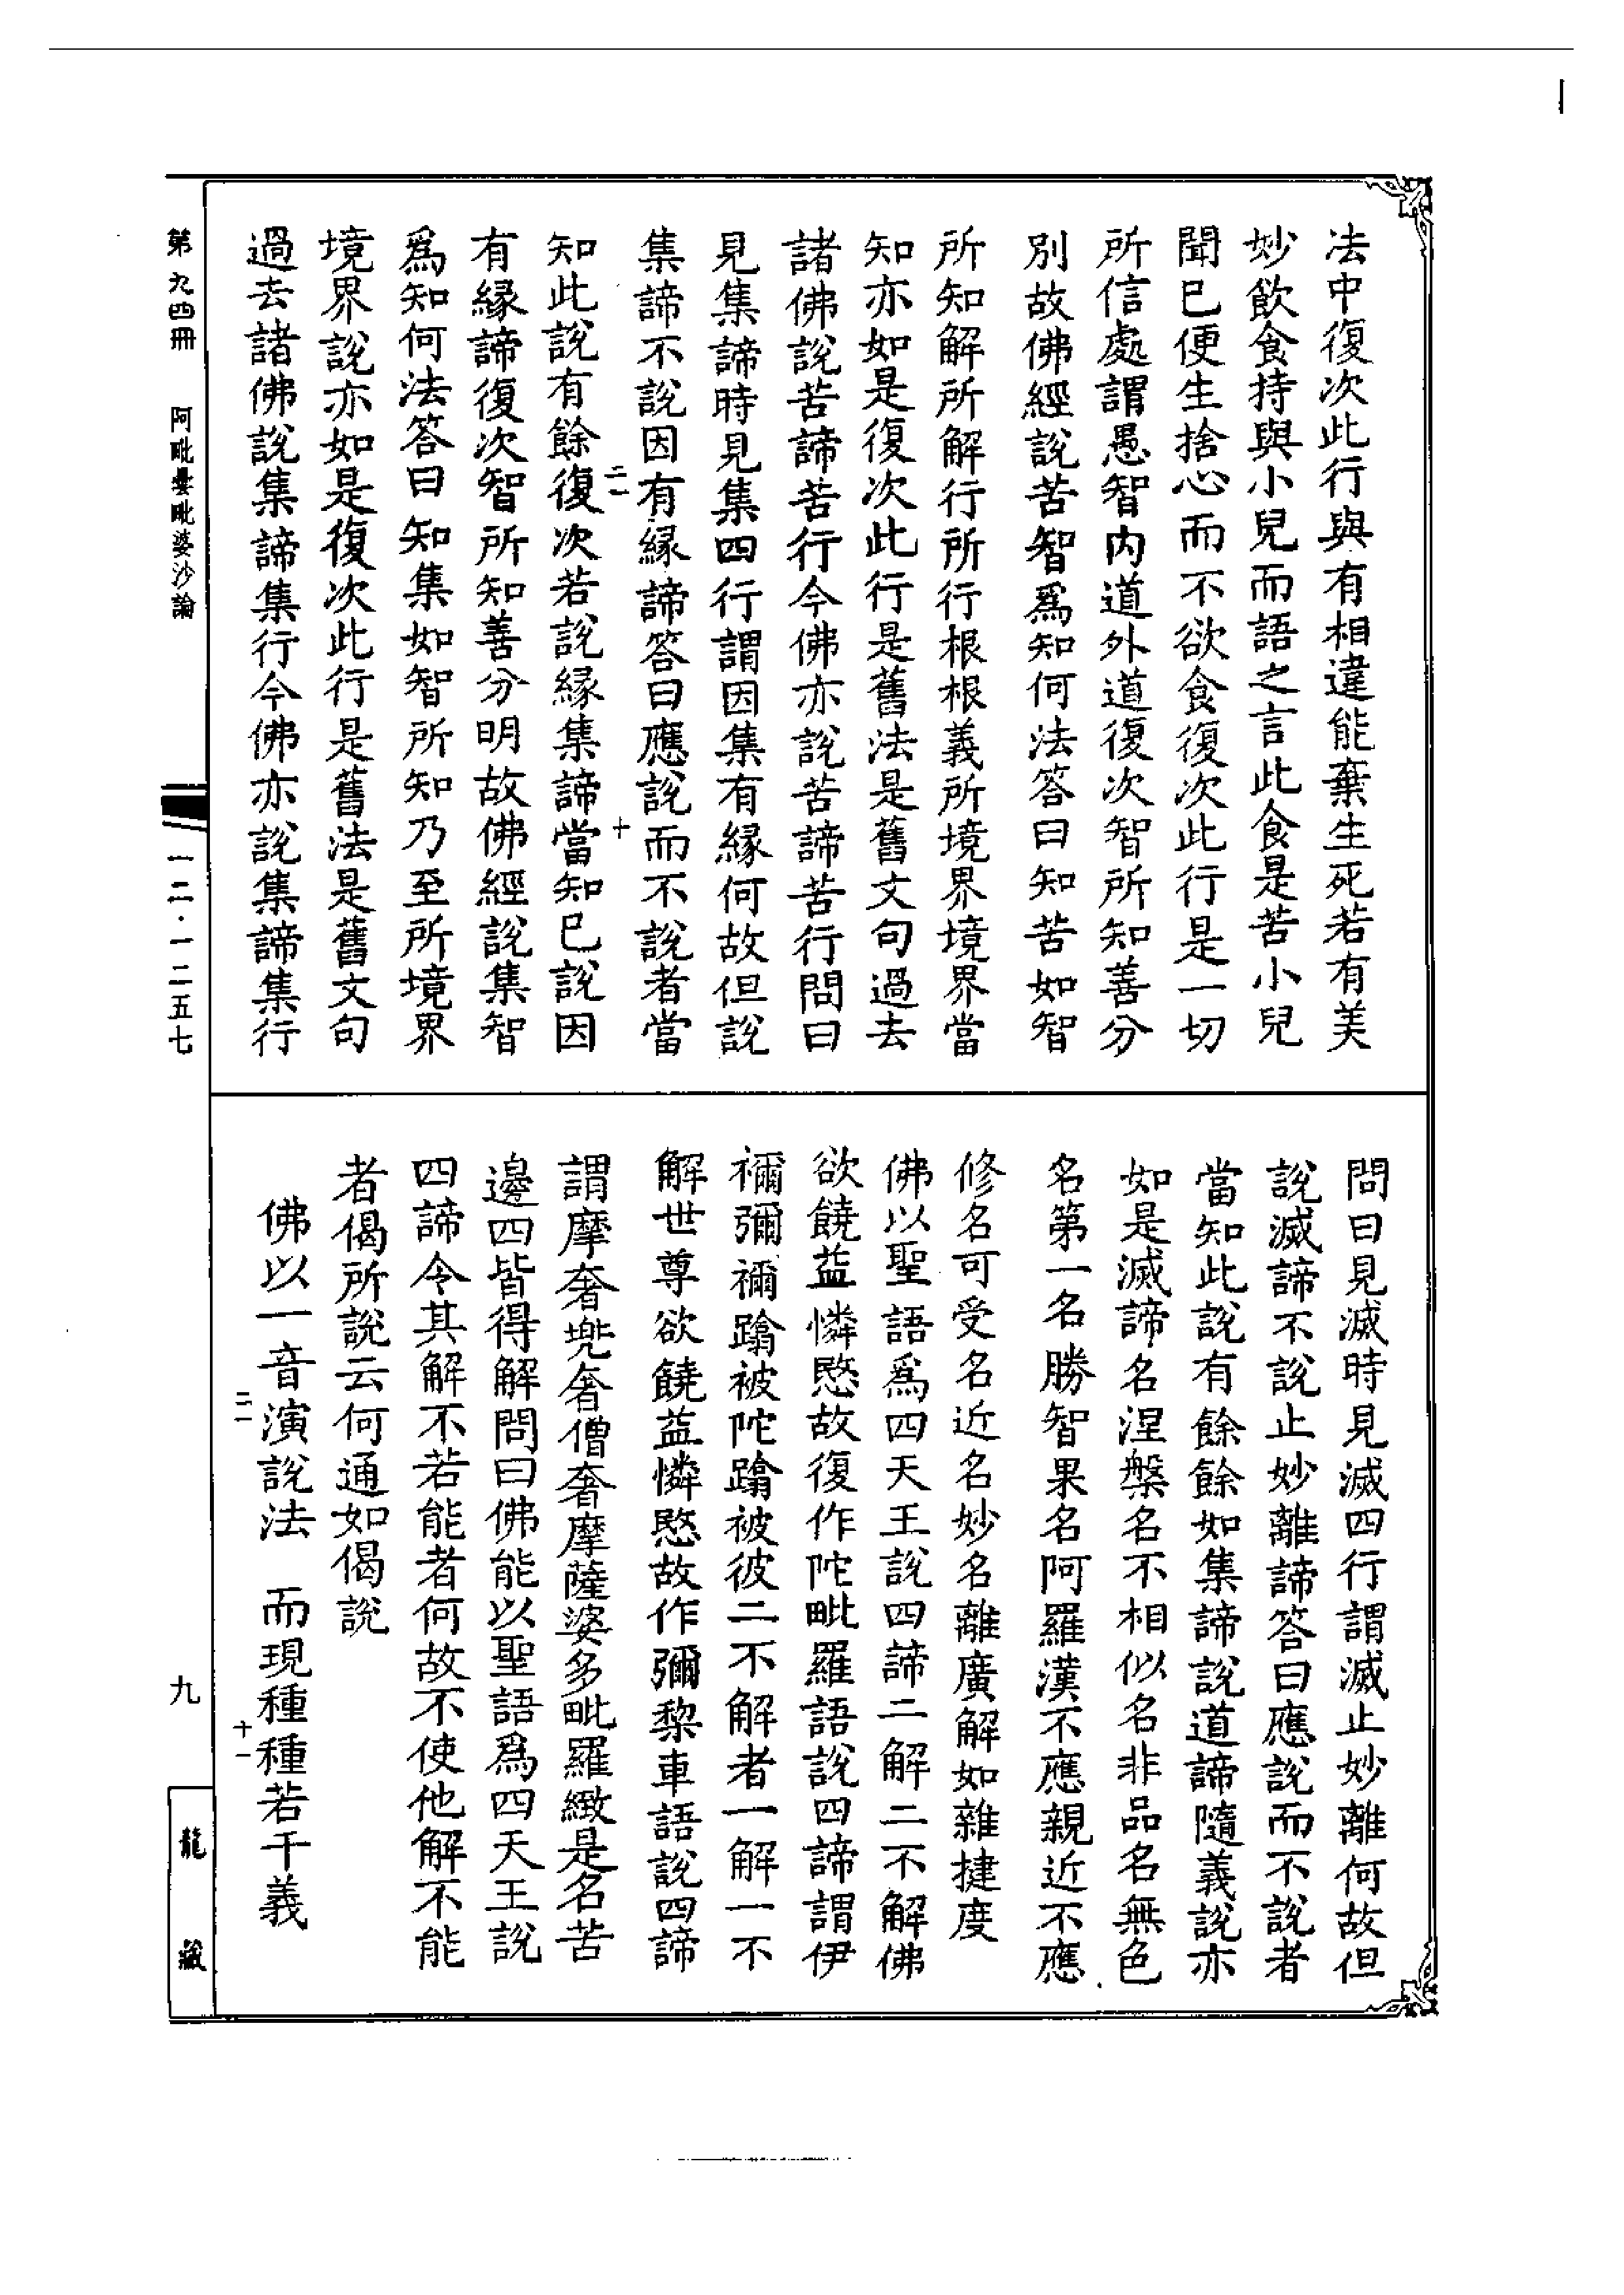 法中復次此行與有相違能棄生死若有美
妙飲食持與小兒而語之言此食是苦小兒
聞已便生捨心而不欲食復次此行是一切
所信處謂愚智内道外道復次智所知善分
別故佛經說苦智爲知何法答曰知苦如智
所知解所解行所行根根義所境界境界當
知亦如是復次此行是舊法是舊文句過去
諸佛說苦諦苦行今佛亦說苦諦苦行問曰
見集諦時見集四行謂因集有緣何故但說
集諦不說因有緣諦答曰應說而不說者當
二一
十
知此說有餘復次若說緣集諦當知已說因
有緣諦復次智所知善分明故佛經說集智
爲知何法答曰知集如智所知乃至所境界
境界說亦如是復次此行是舊法是舊文句
過去諸佛說集諦集行今佛亦說集諦集行
問曰見滅時見滅四行謂滅止妙離何故但
說滅諦不說止妙離諦答曰應說而不說者
當知此說有餘餘如集諦說道諦隨義說亦
如是滅諦名涅槃名不相似名非品名無色
名第一名勝智果名阿羅漢不應親近不應
修名可受名近名妙名離廣解如雜揵度
佛以聖語爲四天王說四諦二解二不解佛
欲饒益憐愍故復作陀毗羅語說四諦謂伊
禰彌禰踰被陀踰被彼二不解者一解一不
解世尊欲饒益憐愍故作彌黎車語說四諦
謂摩奢兜奢僧奢摩薩婆多毗羅緻是名苦
邊四皆得解問曰佛能以聖語爲四天王說
四諦令其解不若能者何故不使他解不能
者偈所說云何通如偈說
佛以一音演說法　而現種種若干義
二一
十一
第九四冊　阿毗曇毗婆沙論
一二·一二五七
九
龍藏